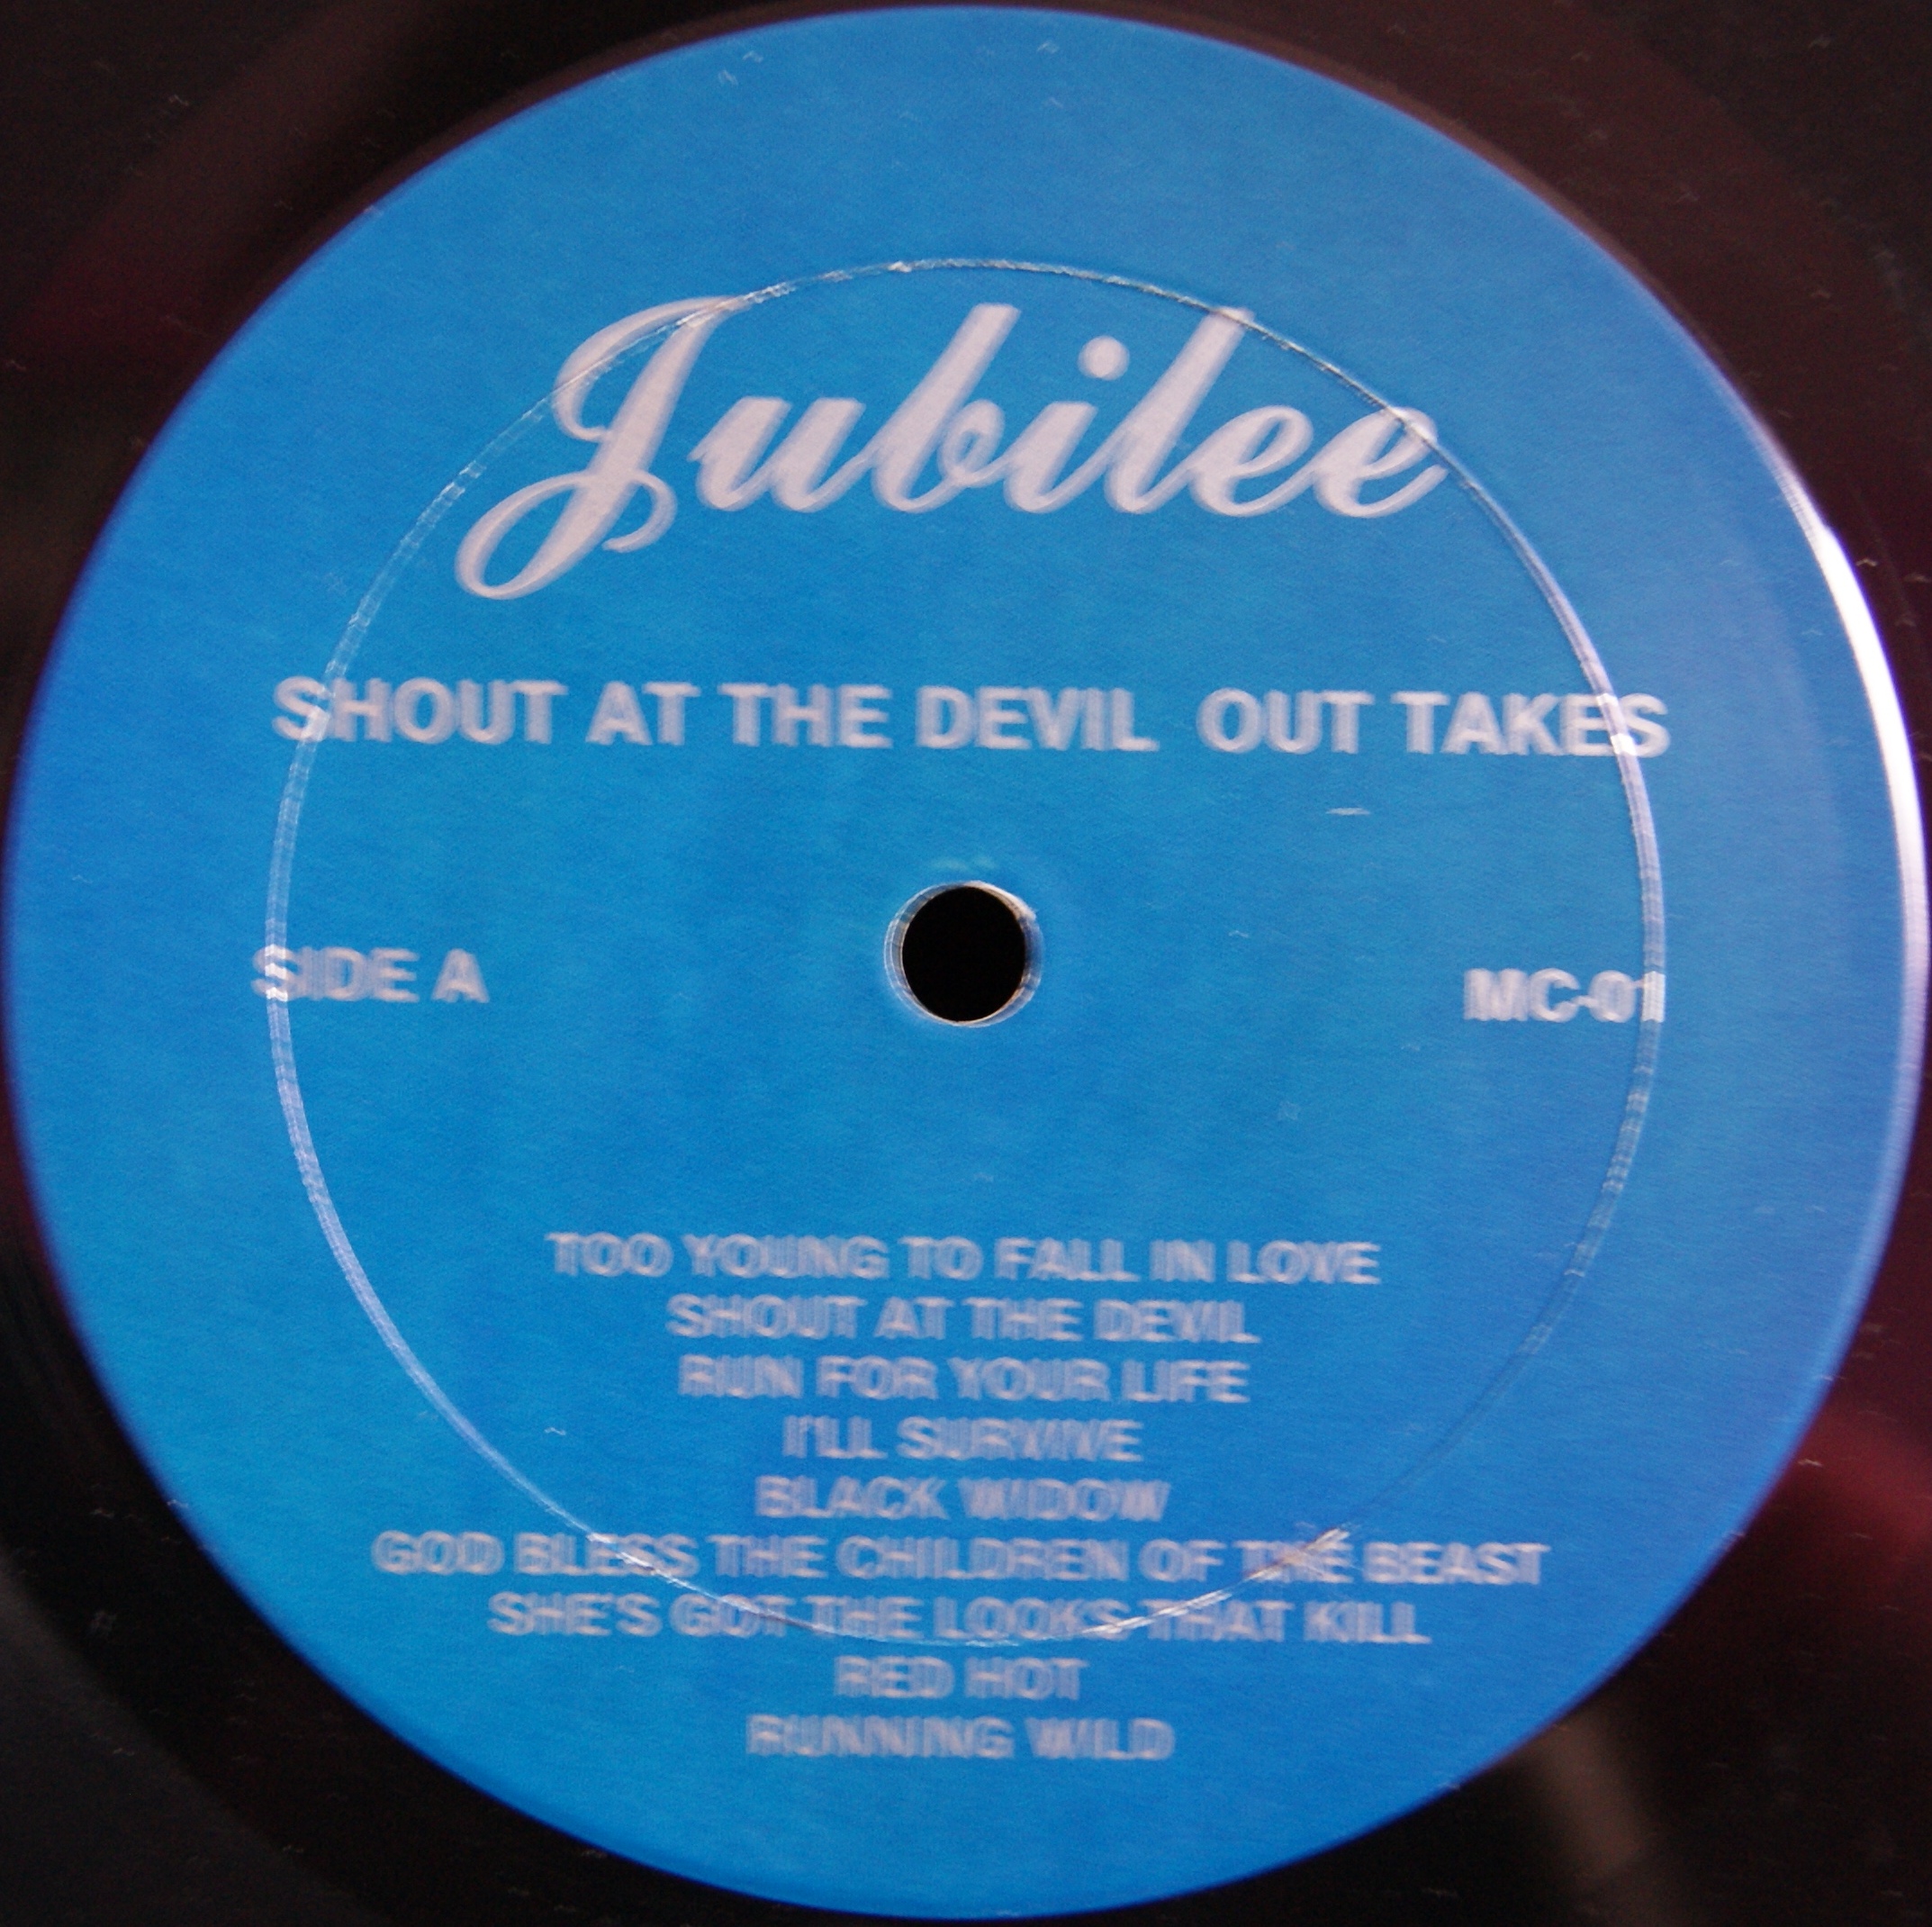 Jubilee
SHOUT AT THE DEVIL OUT TAKES
SIDE A
MC-01
TOO YOUNG TO FALL IN LOVE
SHOUT AT THE DEVIL
RUN FOR YOUR LIFE
I'LL SURVIVE
BLACK WIDOW
GOD BLESS THE CHILDREN OF THE BEAST
SHE'S GOT THE LOOKS THAT KILL
RED HOT
RUNNING WILD